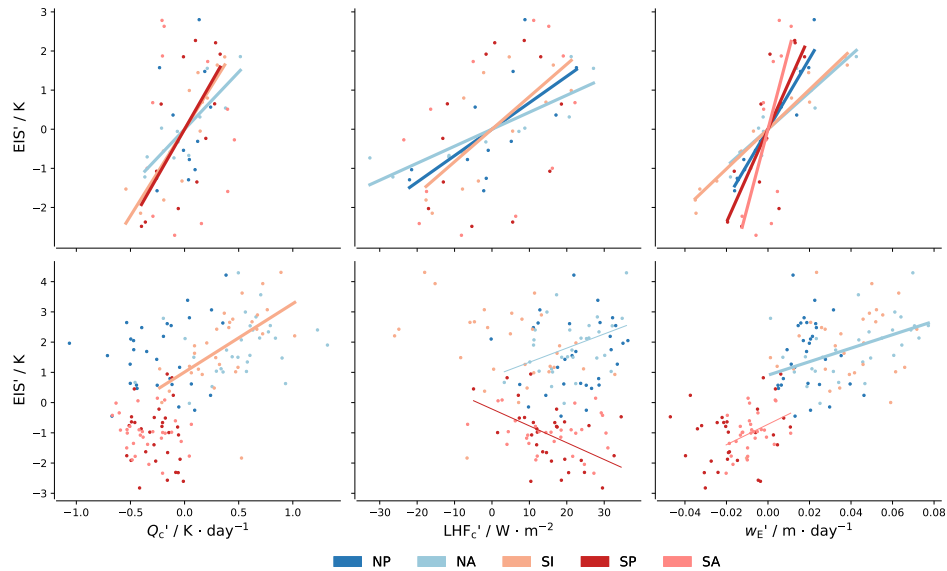 EIS' / K
3
2
1
0
−1
−2
EIS' / K
4
3
2
1
0
−1
−2
−3
−1.0 −0.5 0.0 0.5 1.0
−30 −20 −10 0 10 20 30
−0.04 −0.02 0.00 0.02 0.04 0.06 0.08
Qc' / K · day⁻¹
LHFc' / W · m⁻²
wE' / m · day⁻¹
NP NA SI SP SA